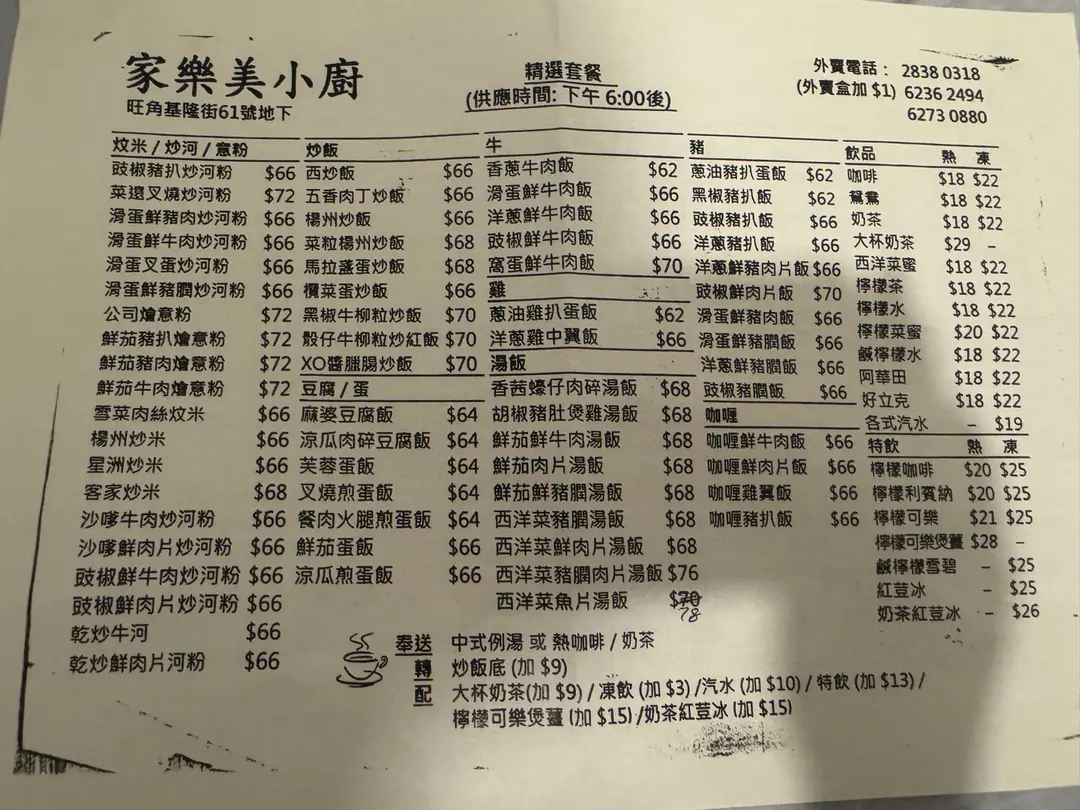 家樂美小廚
旺角基隆街61號地下
精選套餐
(供應時間: 下午 6:00後)
外賣電話： 2838 0318
(外賣盒加 $1) 6236 2494
6273 0880
炆米 / 炒河 / 意粉
豉椒豬扒炒河粉 $66
菜遠叉燒炒河粉 $72
滑蛋鮮豬肉炒河粉 $66
滑蛋鮮牛肉炒河粉 $66
滑蛋叉蛋炒河粉 $66
滑蛋鮮豬膶炒河粉 $66
公司燴意粉 $72
鮮茄豬扒燴意粉 $72
鮮茄豬肉燴意粉 $72
鮮茄牛肉燴意粉 $72
雪菜肉絲炆米 $66
楊州炒米 $66
星洲炒米 $66
客家炒米 $68
沙嗲牛肉炒河粉 $66
沙嗲鮮肉片炒河粉 $66
豉椒鮮牛肉炒河粉 $66
豉椒鮮肉片炒河粉 $66
乾炒牛河 $66
乾炒鮮肉片河粉 $66
炒飯
西炒飯 $66
五香肉丁炒飯 $66
楊州炒飯 $66
菜粒楊州炒飯 $68
馬拉盞蛋炒飯 $68
欖菜蛋炒飯 $66
黑椒牛柳粒炒飯 $70
骰仔牛柳粒炒紅飯 $70
XO醬臘腸炒飯 $70
豆腐 / 蛋
麻婆豆腐飯 $64
涼瓜肉碎豆腐飯 $64
芙蓉蛋飯 $64
叉燒煎蛋飯 $64
餐肉火腿煎蛋飯 $64
鮮茄蛋飯 $66
涼瓜煎蛋飯 $66
牛
香蔥牛肉飯 $62
滑蛋鮮牛肉飯 $66
洋蔥鮮牛肉飯 $66
豉椒鮮牛肉飯 $66
窩蛋鮮牛肉飯 $70
雞
蔥油雞扒蛋飯 $62
洋蔥雞中翼飯 $66
湯飯
香茜蠔仔肉碎湯飯 $68
胡椒豬肚煲雞湯飯 $68
鮮茄鮮牛肉湯飯 $68
鮮茄肉片湯飯 $68
鮮茄鮮豬膶湯飯 $68
西洋菜豬膶湯飯 $68
西洋菜鮮肉片湯飯 $68
西洋菜豬膶肉片湯飯 $76
西洋菜魚片湯飯 $70
78
豬
蔥油豬扒蛋飯 $62
黑椒豬扒飯 $62
豉椒豬扒飯 $66
洋蔥豬扒飯 $66
洋蔥鮮豬肉片飯 $66
豉椒鮮肉片飯 $70
滑蛋鮮豬肉飯 $66
滑蛋鮮豬膶飯 $66
洋蔥鮮豬膶飯 $66
豉椒豬膶飯 $66
咖喱
咖喱鮮牛肉飯 $66
咖喱鮮肉片飯 $66
咖喱雞翼飯 $66
咖喱豬扒飯 $66
飲品 熱 凍
咖啡 $18 $22
鴛鴦 $18 $22
奶茶 $18 $22
大杯奶茶 $29 –
西洋菜蜜 $18 $22
檸檬茶 $18 $22
檸檬水 $18 $22
檸檬菜蜜 $20 $22
鹹檸檬水 $18 $22
阿華田 $18 $22
好立克 $18 $22
各式汽水 – $19
特飲 熱 凍
檸檬咖啡 $20 $25
檸檬利賓納 $20 $25
檸檬可樂 $21 $25
檸檬可樂煲薑 $28 –
鹹檸檬雪碧 – $25
紅荳冰 – $25
奶茶紅荳冰 – $26
奉送 中式例湯 或 熱咖啡 / 奶茶
轉配 炒飯底 (加 $9)
大杯奶茶(加 $9) / 凍飲 (加 $3) /汽水 (加 $10) / 特飲 (加 $13) /
檸檬可樂煲薑 (加 $15) /奶茶紅荳冰 (加 $15)